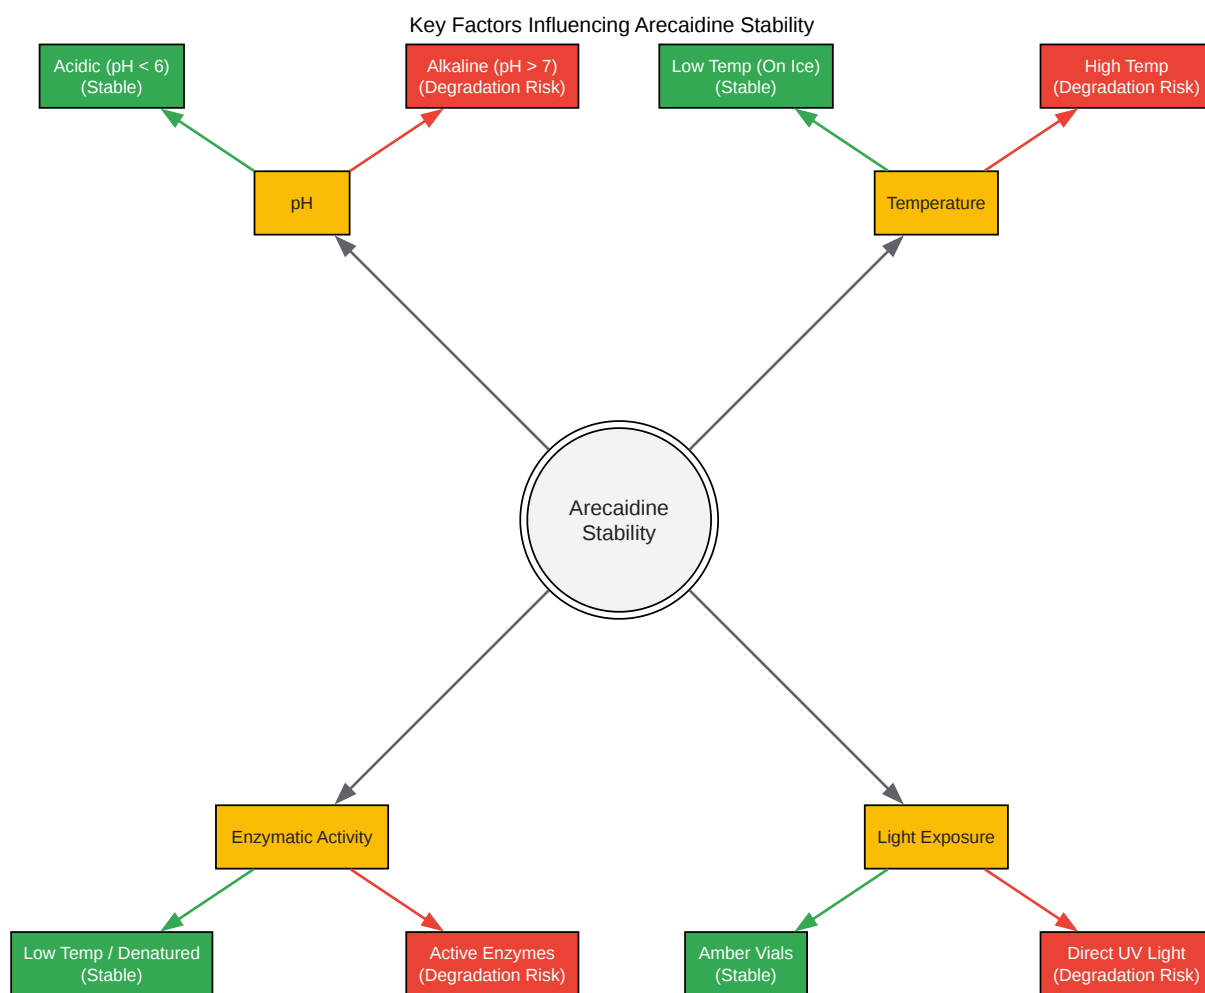 Key Factors Influencing Arecaidine Stability
Acidic (pH < 6)
(Stable)
Alkaline (pH > 7)
(Degradation Risk)
Low Temp (On Ice)
(Stable)
High Temp
(Degradation Risk)
pH
Temperature
Arecaidine
Stability
Enzymatic Activity
Light Exposure
Low Temp / Denatured
(Stable)
Active Enzymes
(Degradation Risk)
Amber Vials
(Stable)
Direct UV Light
(Degradation Risk)